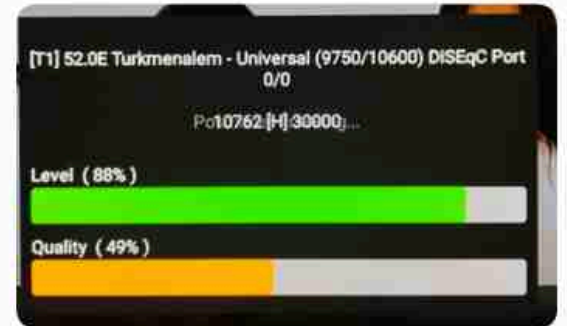 [T1] 52.0E Turkmenalem - Universal (9750/10600) DiSEqC Port
0/0
10762 [H] 30000
Level ( 88% )
Quality ( 49% )